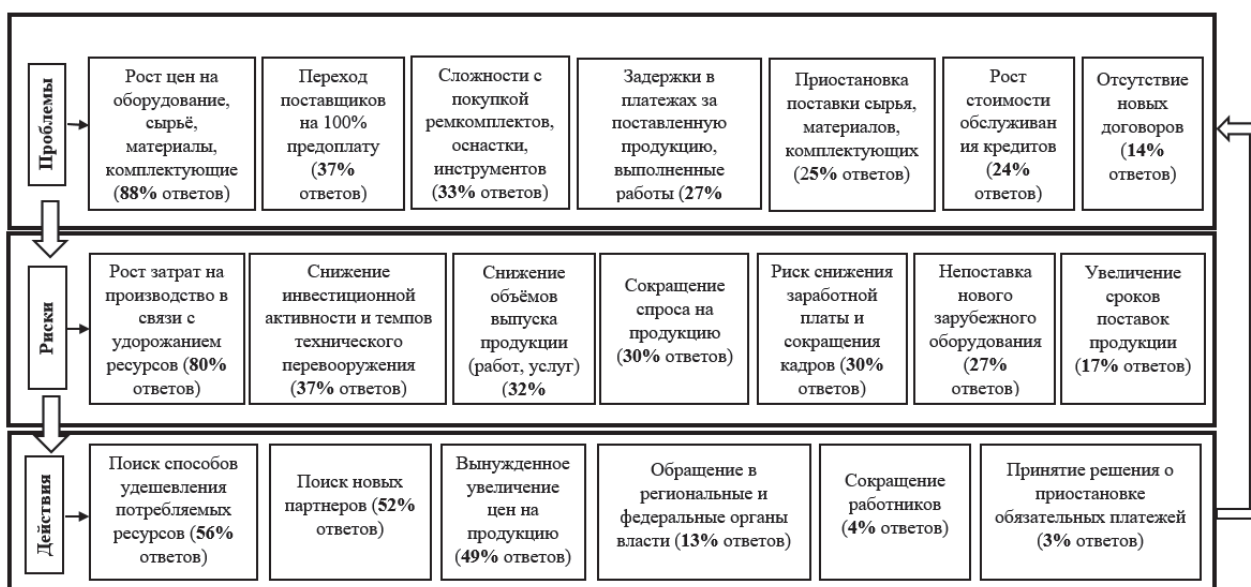 Проблемы
Рост цен на
оборудование,
сырьё,
материалы,
комплектующие
(88% ответов)
Переход
поставщиков
на 100%
предоплату
(37%
ответов)
Сложности с
покупкой
ремкомплектов,
оснастки,
инструментов
(33% ответов)
Задержки в
платежах за
поставленную
продукцию,
выполненные
работы (27%
Приостановка
поставки сырья,
материалов,
комплектующих
(25% ответов)
Рост
стоимости
обслуживан
ия кредитов
(24%
ответов)
Отсутствие
новых
договоров
(14%
ответов)
Риски
Рост затрат на
производство в
связи с
удорожанием
ресурсов (80%
ответов)
Снижение
инвестиционной
активности и темпов
технического
перевооружения
(37% ответов)
Снижение
объёмов
выпуска
продукции
(работ, услуг)
(32%
Сокращение
спроса на
продукцию
(30% ответов)
Риск снижения
заработной
платы и
сокращения
кадров (30%
ответов)
Непоставка
нового
зарубежного
оборудования
(27%
ответов)
Увеличение
сроков
поставок
продукции
(17% ответов)
Действия
Поиск способов
удешевления
потребляемых
ресурсов (56%
ответов)
Поиск новых
партнеров (52%
ответов)
Вынужденное
увеличение
цен на
продукцию
(49% ответов)
Обращение в
региональные и
федеральные органы
власти (13% ответов)
Сокращение
работников
(4% ответов)
Принятие решения о
приостановке
обязательных платежей
(3% ответов)